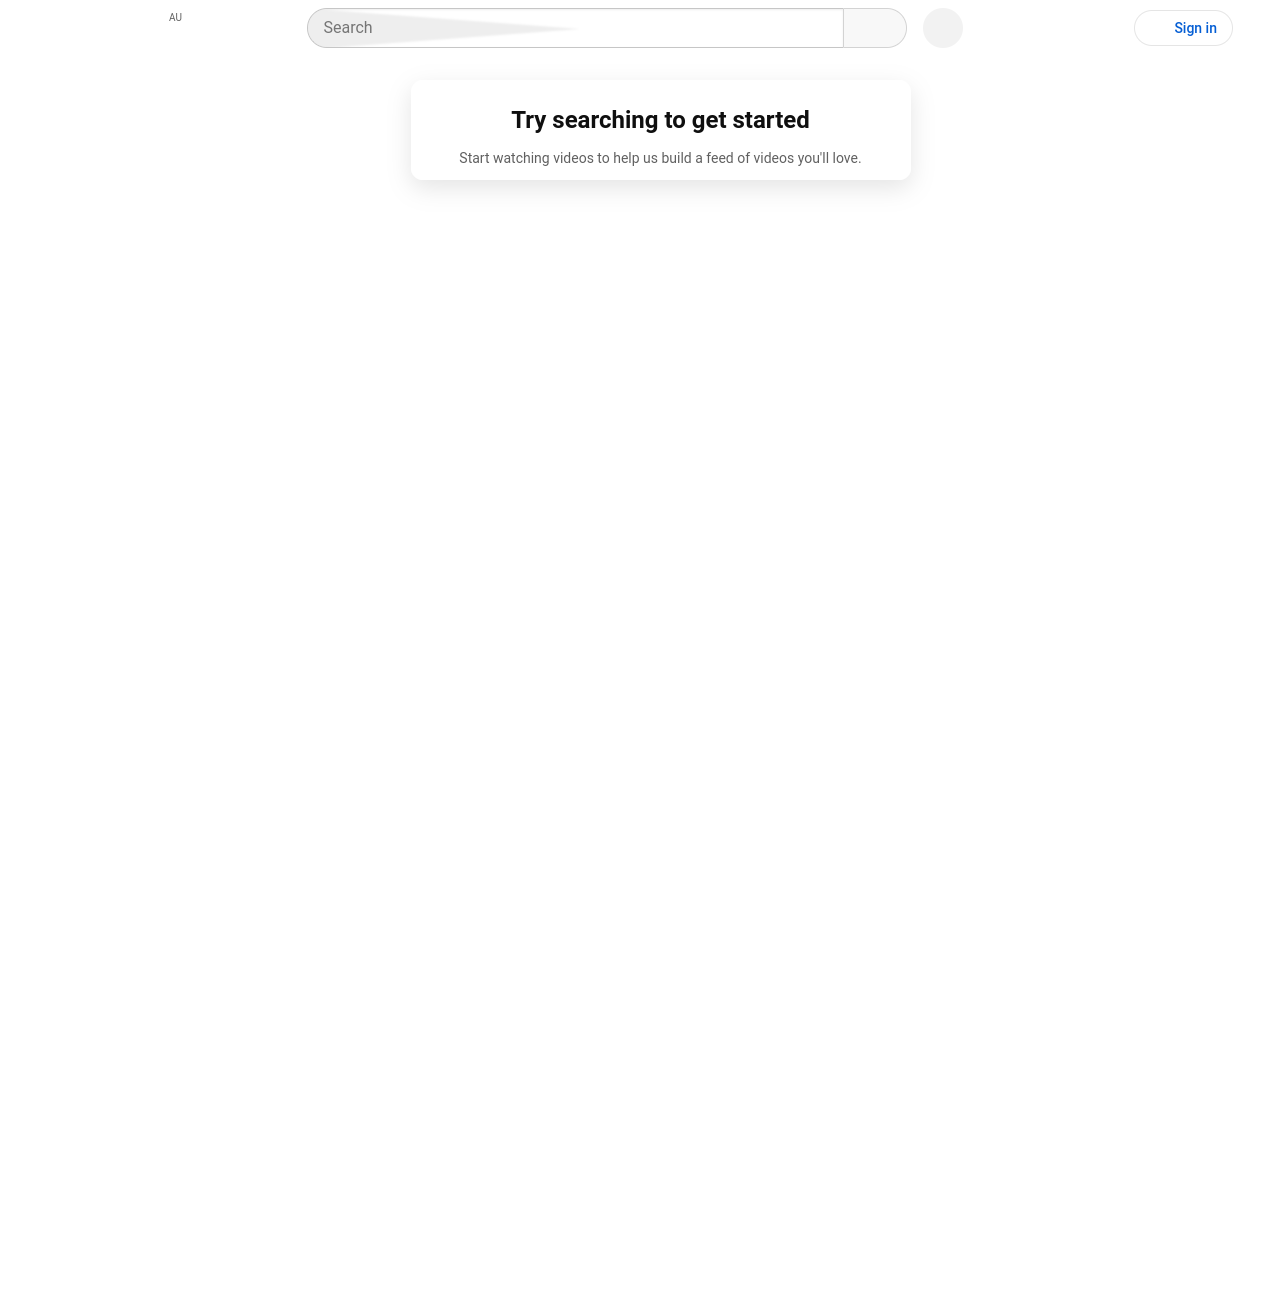 AU
Search
Sign in
Try searching to get started
Start watching videos to help us build a feed of videos you'll love.